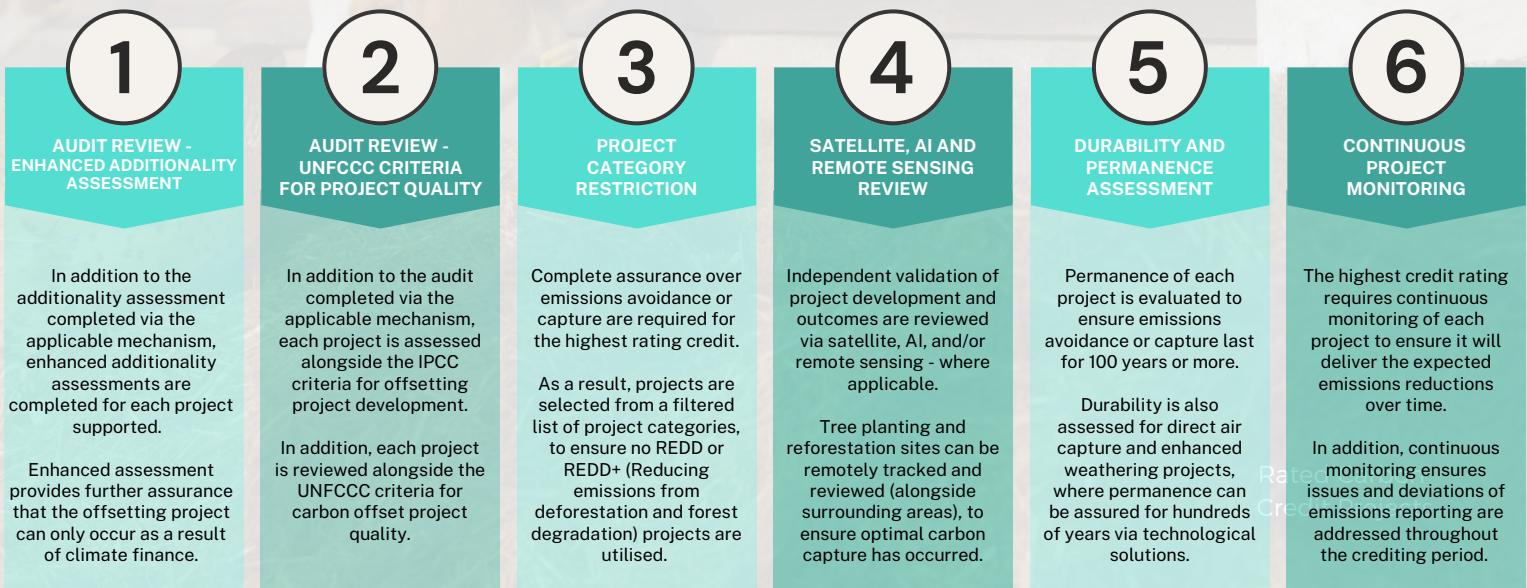 1
AUDIT REVIEW -
ENHANCED ADDITIONALITY
ASSESSMENT
In addition to the
additionality assessment
completed via the
applicable mechanism,
enhanced additionality
assessments are
completed for each project
supported.
Enhanced assessment
provides further assurance
that the offsetting project
can only occur as a result
of climate finance.
2
AUDIT REVIEW -
UNFCCC CRITERIA
FOR PROJECT QUALITY
In addition to the audit
completed via the
applicable mechanism,
each project is assessed
alongside the IPCC
criteria for offsetting
project development.
In addition, each project
is reviewed alongside the
UNFCCC criteria for
carbon offset project
quality.
3
PROJECT
CATEGORY
RESTRICTION
Complete assurance over
emissions avoidance or
capture are required for
the highest rating credit.
As a result, projects are
selected from a filtered
list of project categories,
to ensure no REDD or
REDD+ (Reducing
emissions from
deforestation and forest
degradation) projects are
utilised.
4
SATELLITE, AI AND
REMOTE SENSING
REVIEW
Independent validation of
project development and
outcomes are reviewed
via satellite, AI, and/or
remote sensing - where
applicable.
Tree planting and
reforestation sites can be
remotely tracked and
reviewed (alongside
surrounding areas), to
ensure optimal carbon
capture has occurred.
5
DURABILITY AND
PERMANENCE
ASSESSMENT
Permanence of each
project is evaluated to
ensure emissions
avoidance or capture last
for 100 years or more.
Durability is also
assessed for direct air
capture and enhanced
weathering projects,
where permanence can
be assured for hundreds
of years via technological
solutions.
6
CONTINUOUS
PROJECT
MONITORING
The highest credit rating
requires continuous
monitoring of each
project to ensure it will
deliver the expected
emissions reductions
over time.
In addition, continuous
monitoring ensures
issues and deviations of
emissions reporting are
addressed throughout
the crediting period.
Rated Carbon
Credit